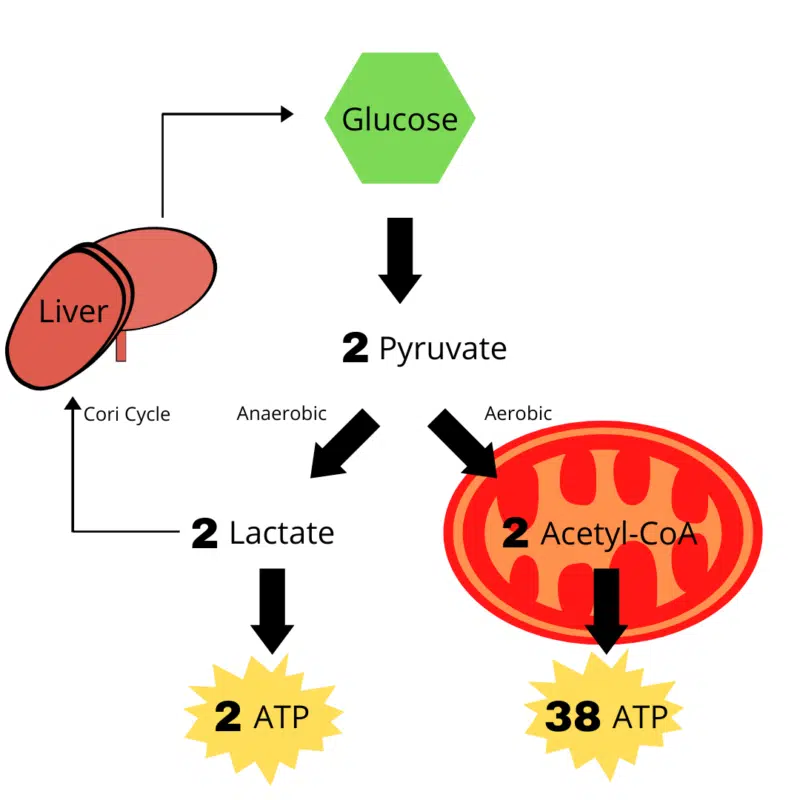 Glucose
Liver
2 Pyruvate
Cori Cycle
Anaerobic
Aerobic
2 Lactate
2 Acetyl-CoA
2 ATP
38 ATP